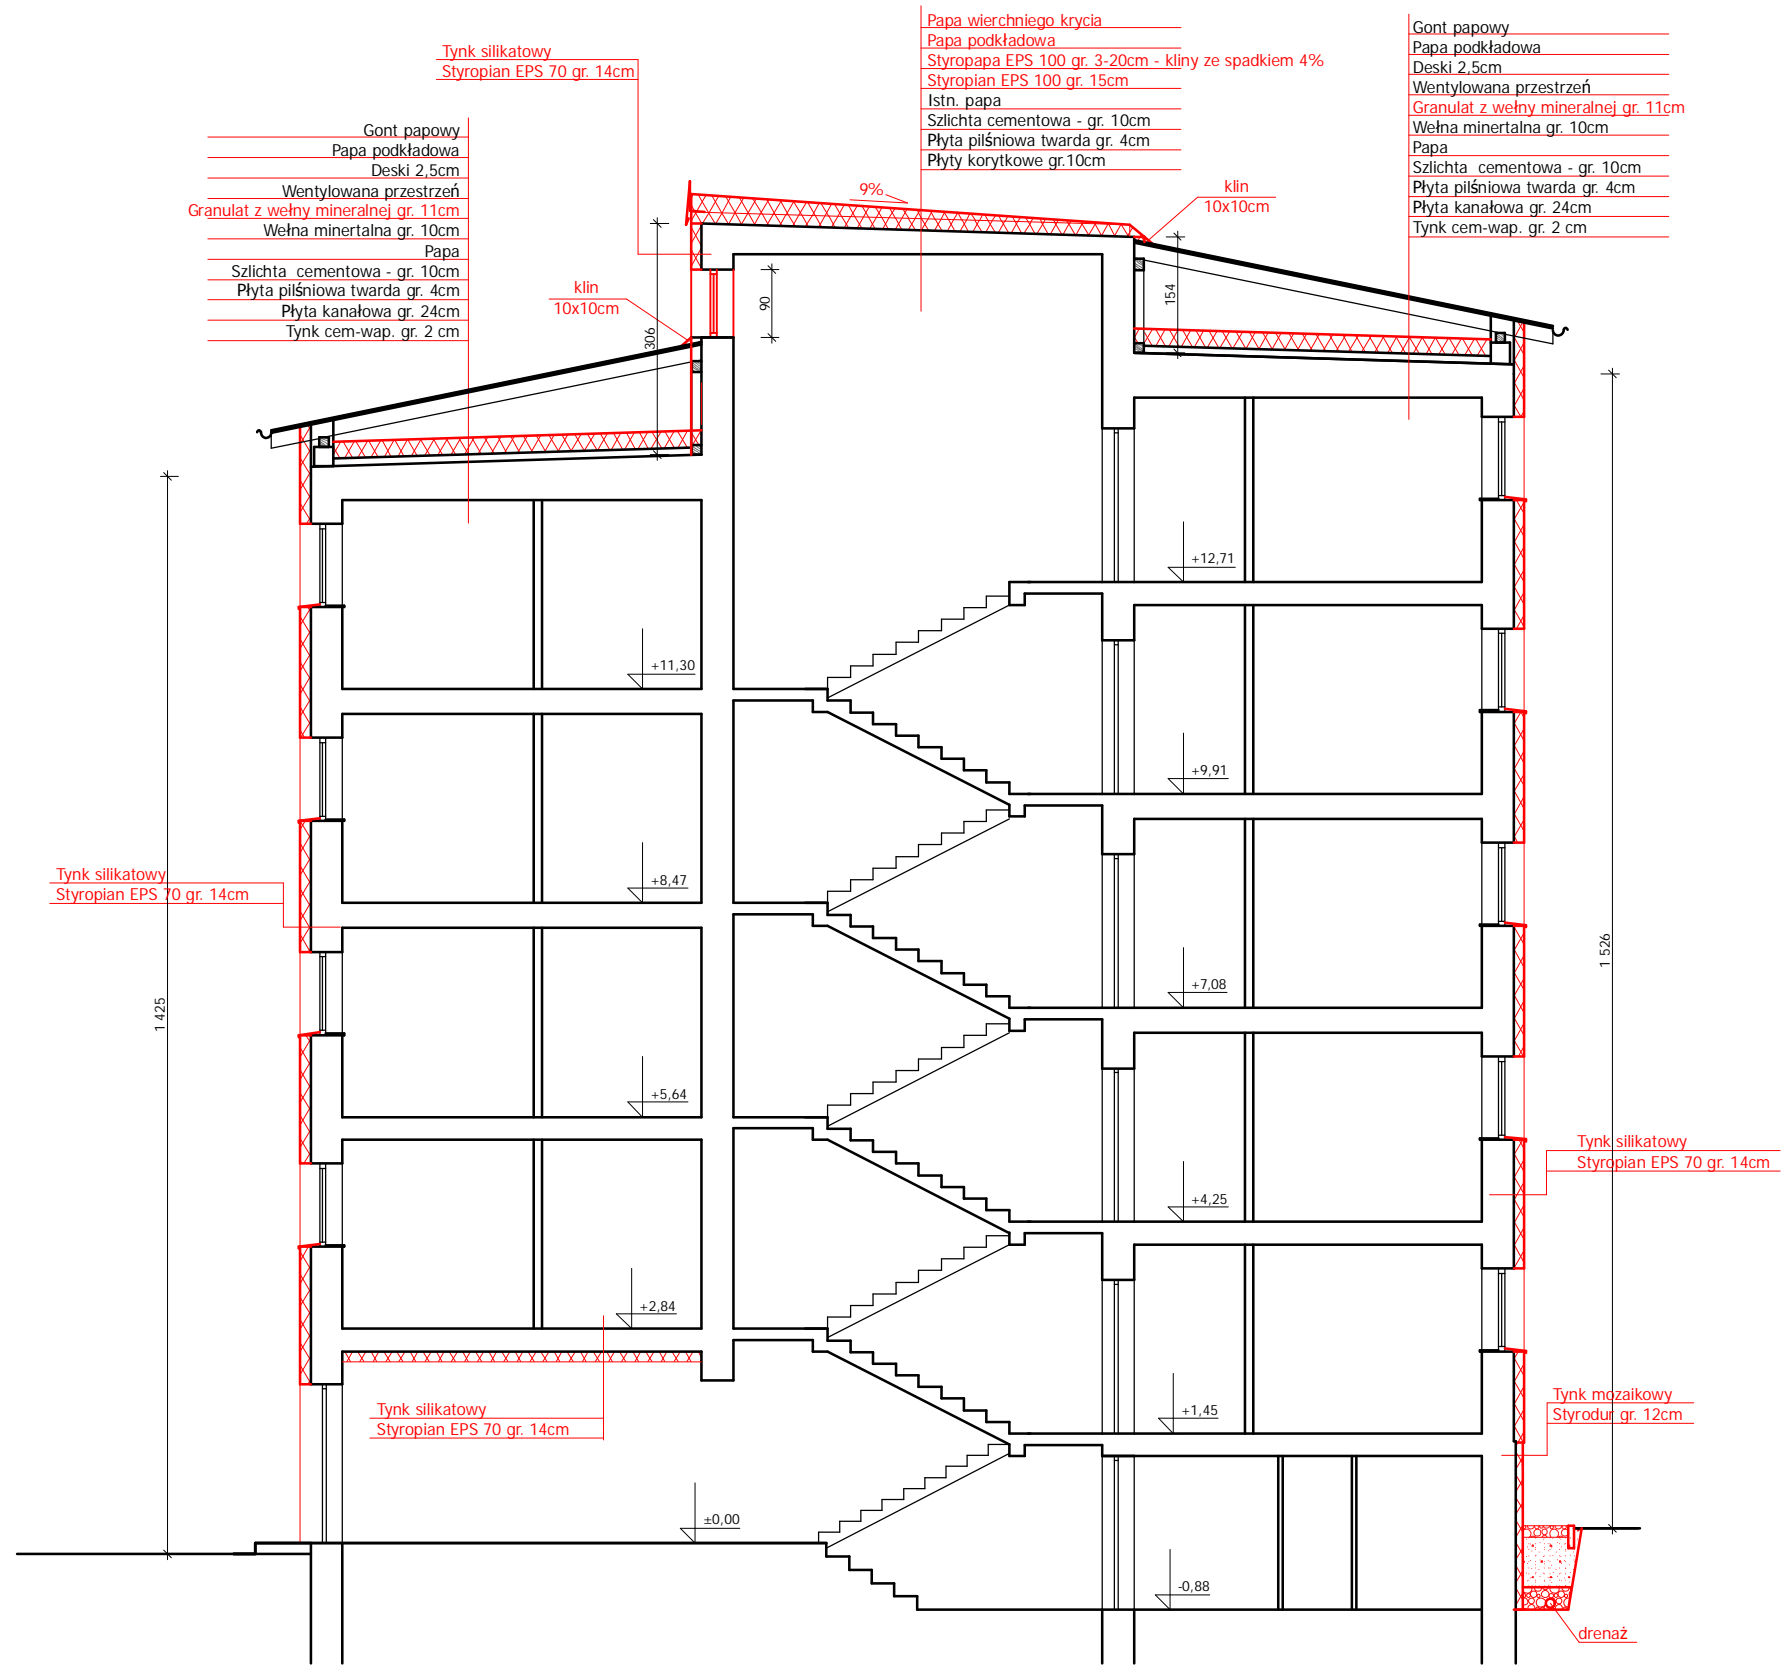 Papa wierchniego krycia
Papa podkładowa
Styropapa EPS 100 gr. 3-20cm - kliny ze spadkiem 4%
Styropian EPS 100 gr. 15cm
Istn. papa
Szlichta cementowa - gr. 10cm
Płyta pilśniowa twarda gr. 4cm
Płyty korytkowe gr.10cm
Gont papowy
Papa podkładowa
Deski 2,5cm
Wentylowana przestrzeń
Granulat z wełny mineralnej gr. 11cm
Wełna minertalna gr. 10cm
Papa
Szlichta cementowa - gr. 10cm
Płyta pilśniowa twarda gr. 4cm
Płyta kanałowa gr. 24cm
Tynk cem-wap. gr. 2 cm
Tynk silikatowy
Styropian EPS 70 gr. 14cm
Gont papowy
Papa podkładowa
Deski 2,5cm
Wentylowana przestrzeń
Granulat z wełny mineralnej gr. 11cm
Wełna minertalna gr. 10cm
Papa
Szlichta cementowa - gr. 10cm
Płyta pilśniowa twarda gr. 4cm
Płyta kanałowa gr. 24cm
Tynk cem-wap. gr. 2 cm
9%
klin
10x10cm
klin
10x10cm
90
306
154
+12,71
+11,30
+9,91
+8,47
Tynk silikatowy
Styropian EPS 70 gr. 14cm
1 526
+7,08
1 425
+5,64
Tynk silikatowy
Styropian EPS 70 gr. 14cm
+4,25
+2,84
Tynk silikatowy
Styropian EPS 70 gr. 14cm
+1,45
Tynk mozaikowy
Styrodur gr. 12cm
±0,00
-0,88
drenaż